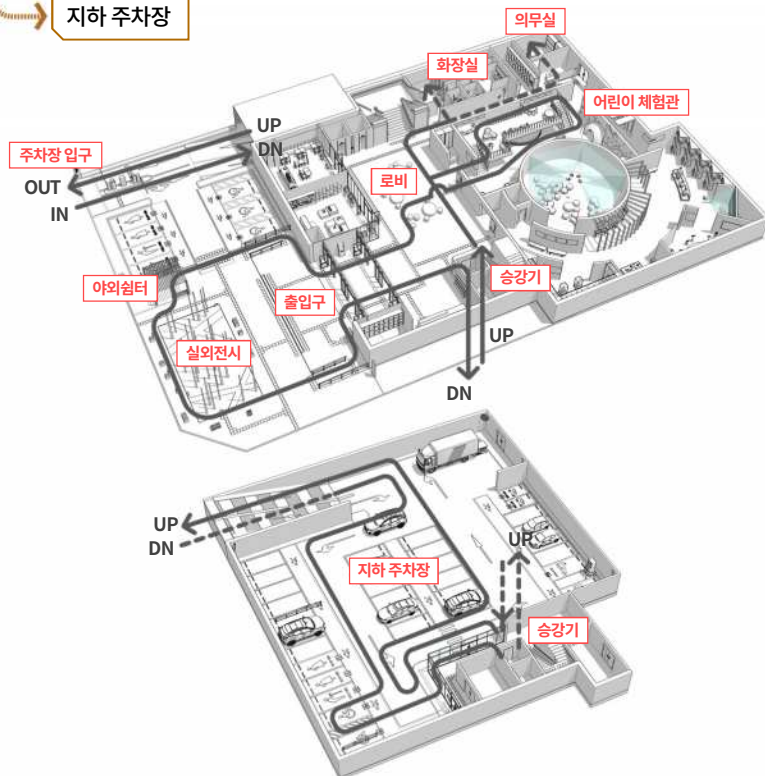 지하 주차장
의무실
화장실
어린이 체험관
UP
DN
주차장 입구
OUT
IN
로비
야외쉼터
승강기
출입구
UP
실외전시
DN
UP
DN
UP
지하 주차장
승강기